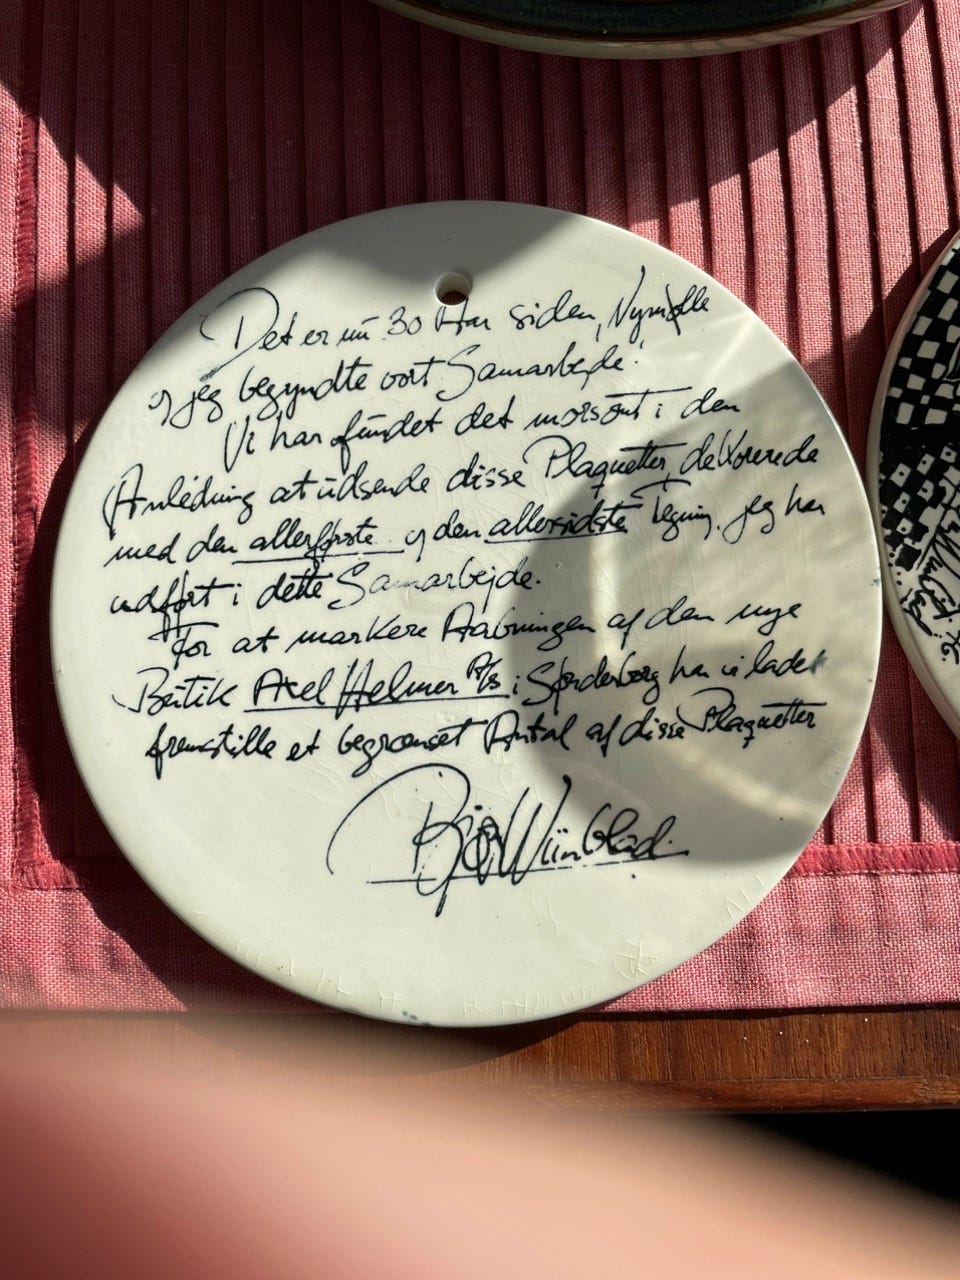 Det er nu 30 Aar siden, Nymølle
og jeg begyndte vort Samarbejde.
Vi har fundet det morsomt i den
Anledning at udsende disse Plaquetter, dekorerede
med den allerførste og den allersidste Tegning, jeg har
udført i dette Samarbejde.
For at markere Aabningen af den nye
Butik Axel Helmer A/S i Sønderborg har vi ladet
fremstille et begrænset Antal af disse Plaquetter
Bjørn Wiinblad.